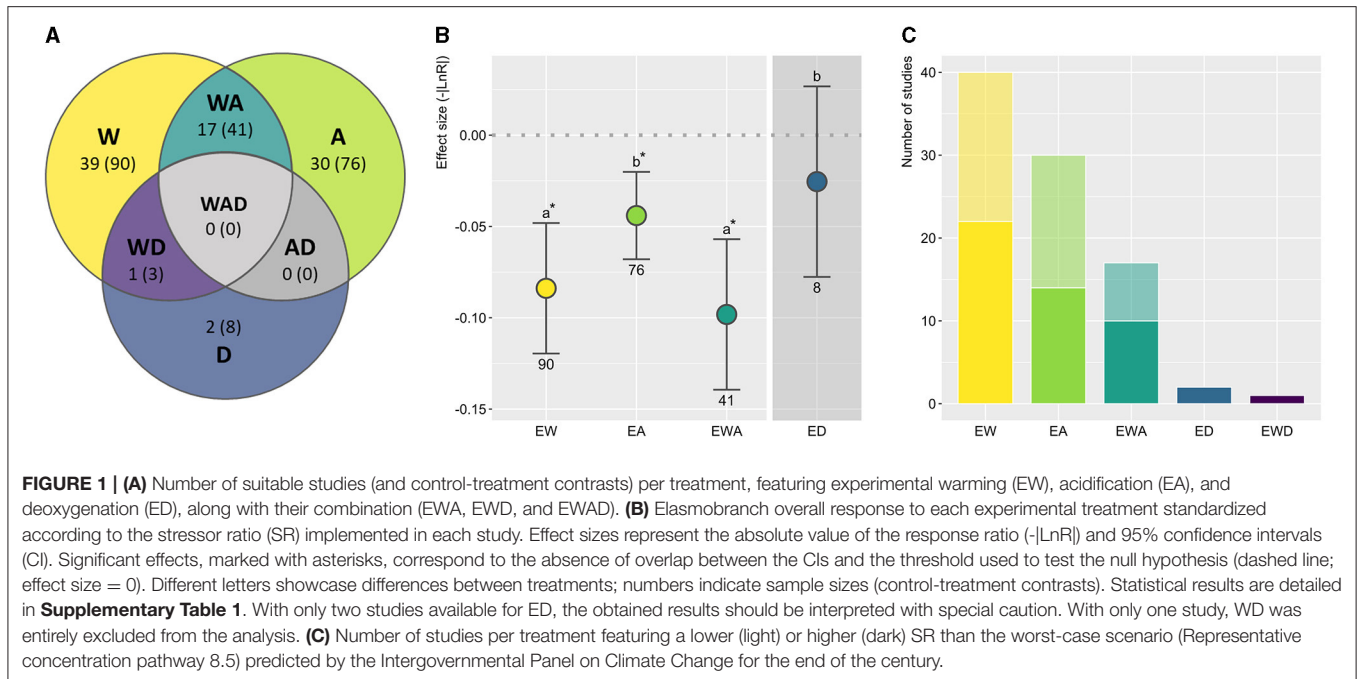 A
W
39 (90)
WA
17 (41)
A
30 (76)
WAD
0 (0)
WD
1 (3)
AD
0 (0)
2 (8)
D
B
Effect size (-|LnR|)
0.00
-0.05
-0.10
-0.15
a*
90
b*
76
a*
41
b
8
EW
EA
EWA
ED
C
Number of studies
40
30
20
10
0
EW
EA
EWA
ED
EWD
FIGURE 1 | (A) Number of suitable studies (and control-treatment contrasts) per treatment, featuring experimental warming (EW), acidification (EA), and
deoxygenation (ED), along with their combination (EWA, EWD, and EWAD). (B) Elasmobranch overall response to each experimental treatment standardized
according to the stressor ratio (SR) implemented in each study. Effect sizes represent the absolute value of the response ratio (-|LnR|) and 95% confidence intervals
(CI). Significant effects, marked with asterisks, correspond to the absence of overlap between the CIs and the threshold used to test the null hypothesis (dashed line;
effect size = 0). Different letters showcase differences between treatments; numbers indicate sample sizes (control-treatment contrasts). Statistical results are detailed
in Supplementary Table 1. With only two studies available for ED, the obtained results should be interpreted with special caution. With only one study, WD was
entirely excluded from the analysis. (C) Number of studies per treatment featuring a lower (light) or higher (dark) SR than the worst-case scenario (Representative
concentration pathway 8.5) predicted by the Intergovernmental Panel on Climate Change for the end of the century.